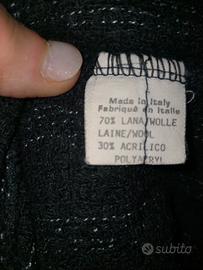 Made in Italy
Fabriqué en Italie
70% LANA/WOLLE
LAINE/WOOL
30% ACRILICO
POLYACRYL
subito